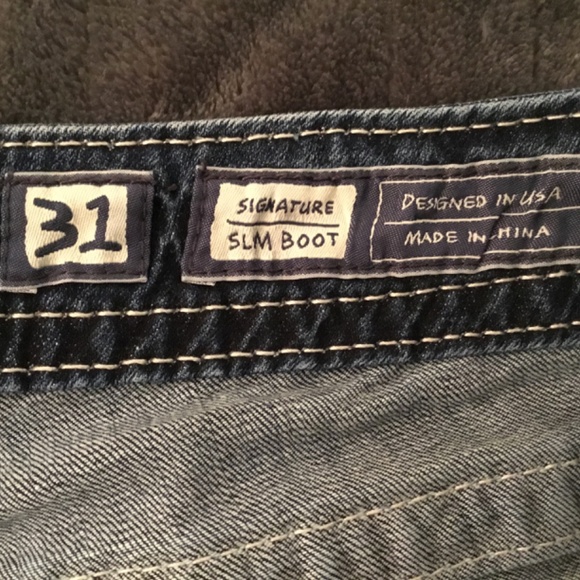 31
SIGNATURE
SLM BOOT
DESIGNED IN USA
MADE IN CHINA